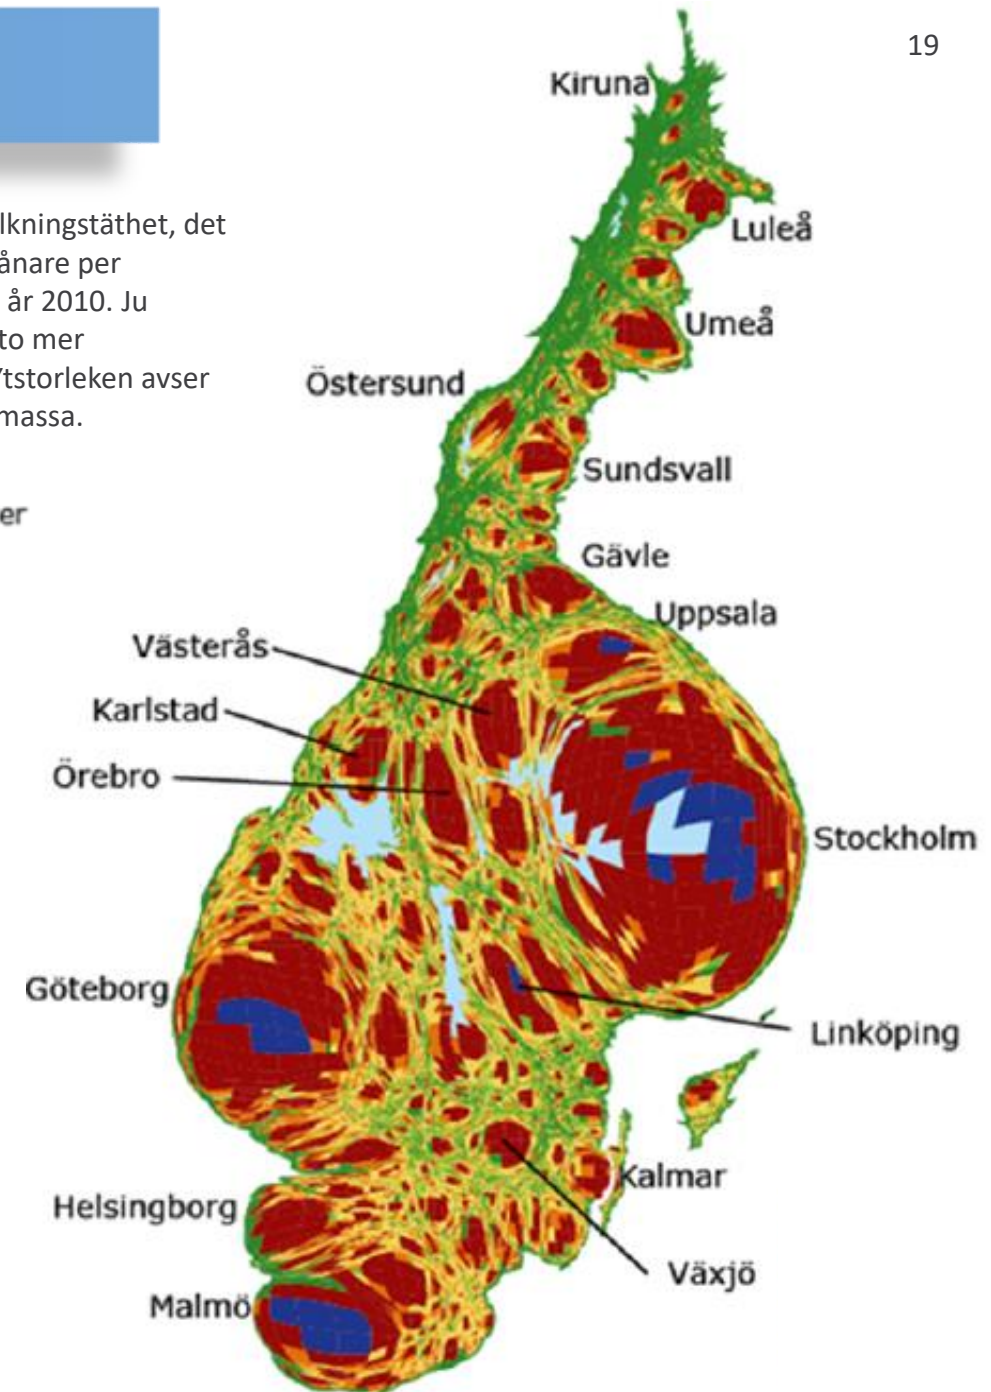 19
Kiruna
lkningstäthet, det
ånare per
år 2010. Ju
to mer
Ytstorleken avser
massa.
er
Luleå
Umeå
Östersund
Sundsvall
Gävle
Uppsala
Västerås
Karlstad
Örebro
Stockholm
Göteborg
Linköping
Kalmar
Helsingborg
Växjö
Malmö